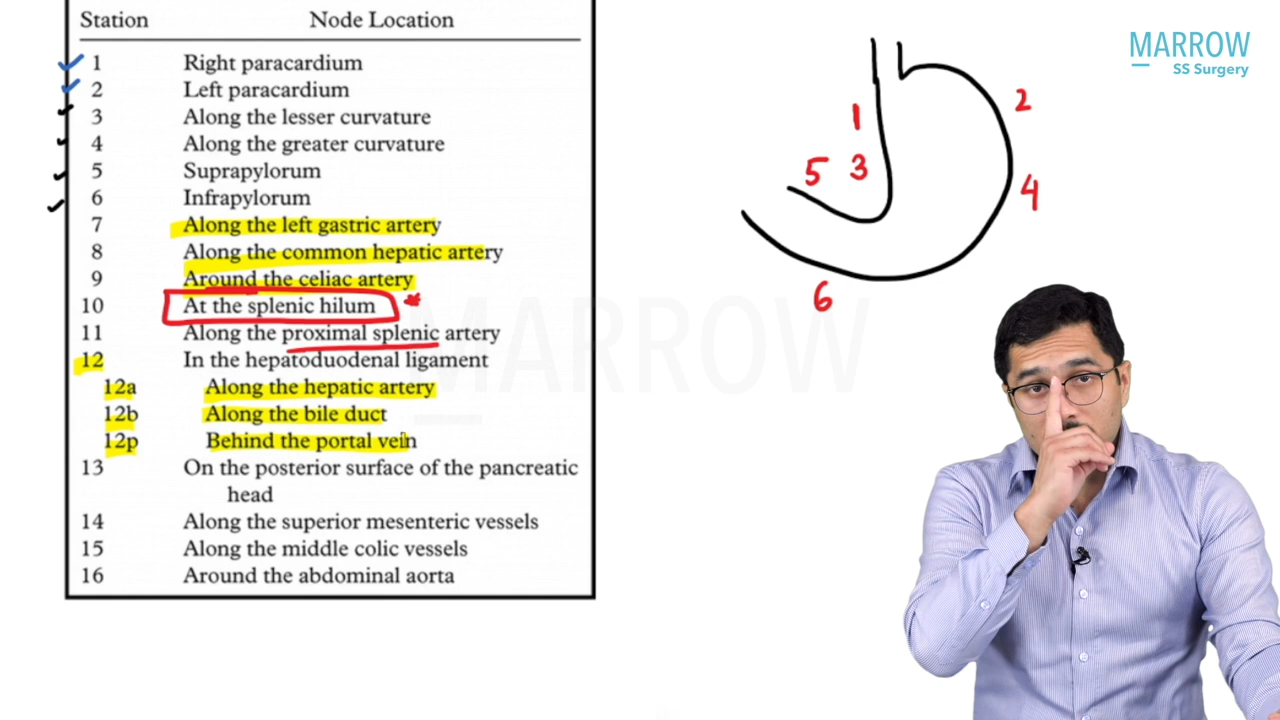 Station Node Location
1 Right paracardium
2 Left paracardium
3 Along the lesser curvature
4 Along the greater curvature
5 Suprapylorum
6 Infrapylorum
7 Along the left gastric artery
8 Along the common hepatic artery
9 Around the celiac artery
10 At the splenic hilum
11 Along the proximal splenic artery
12 In the hepatoduodenal ligament
12a Along the hepatic artery
12b Along the bile duct
12p Behind the portal vein
13 On the posterior surface of the pancreatic
head
14 Along the superior mesenteric vessels
15 Along the middle colic vessels
16 Around the abdominal aorta
1
2
5 3
4
6
MARROW
SS Surgery
MARROW